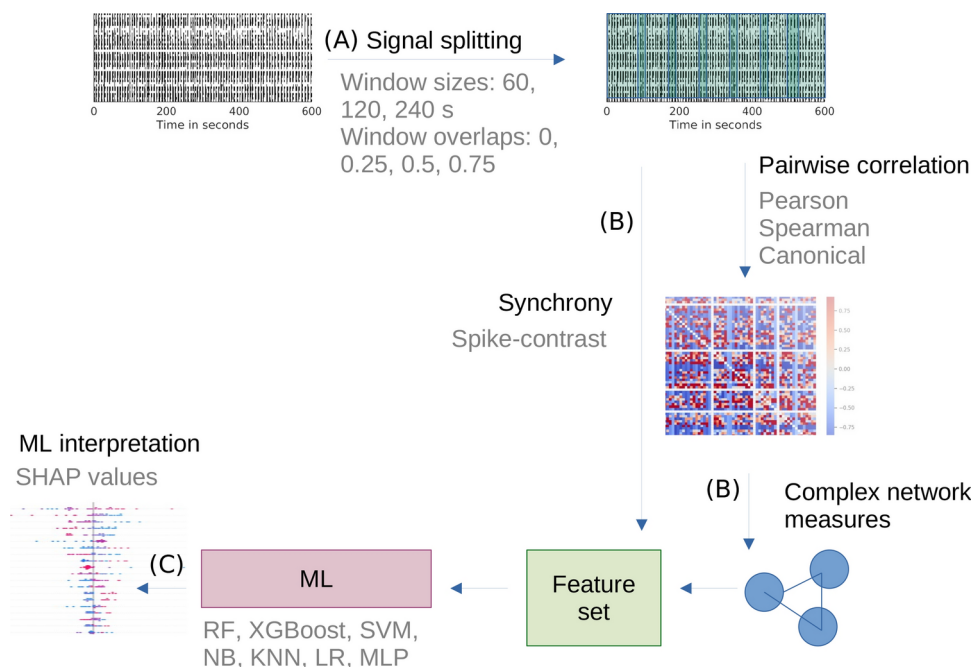 (A) Signal splitting
Window sizes: 60,
120, 240 s
Window overlaps: 0,
0.25, 0.5, 0.75
0 200 400 600
Time in seconds
0 200 400 600
Time in seconds
Pairwise correlation
Pearson
Spearman
Canonical
(B)
Synchrony
Spike-contrast
0.75
0.50
0.25
0.00
−0.25
−0.50
−0.75
ML interpretation
SHAP values
(B)
Complex network
measures
(C)
ML
Feature
set
RF, XGBoost, SVM,
NB, KNN, LR, MLP